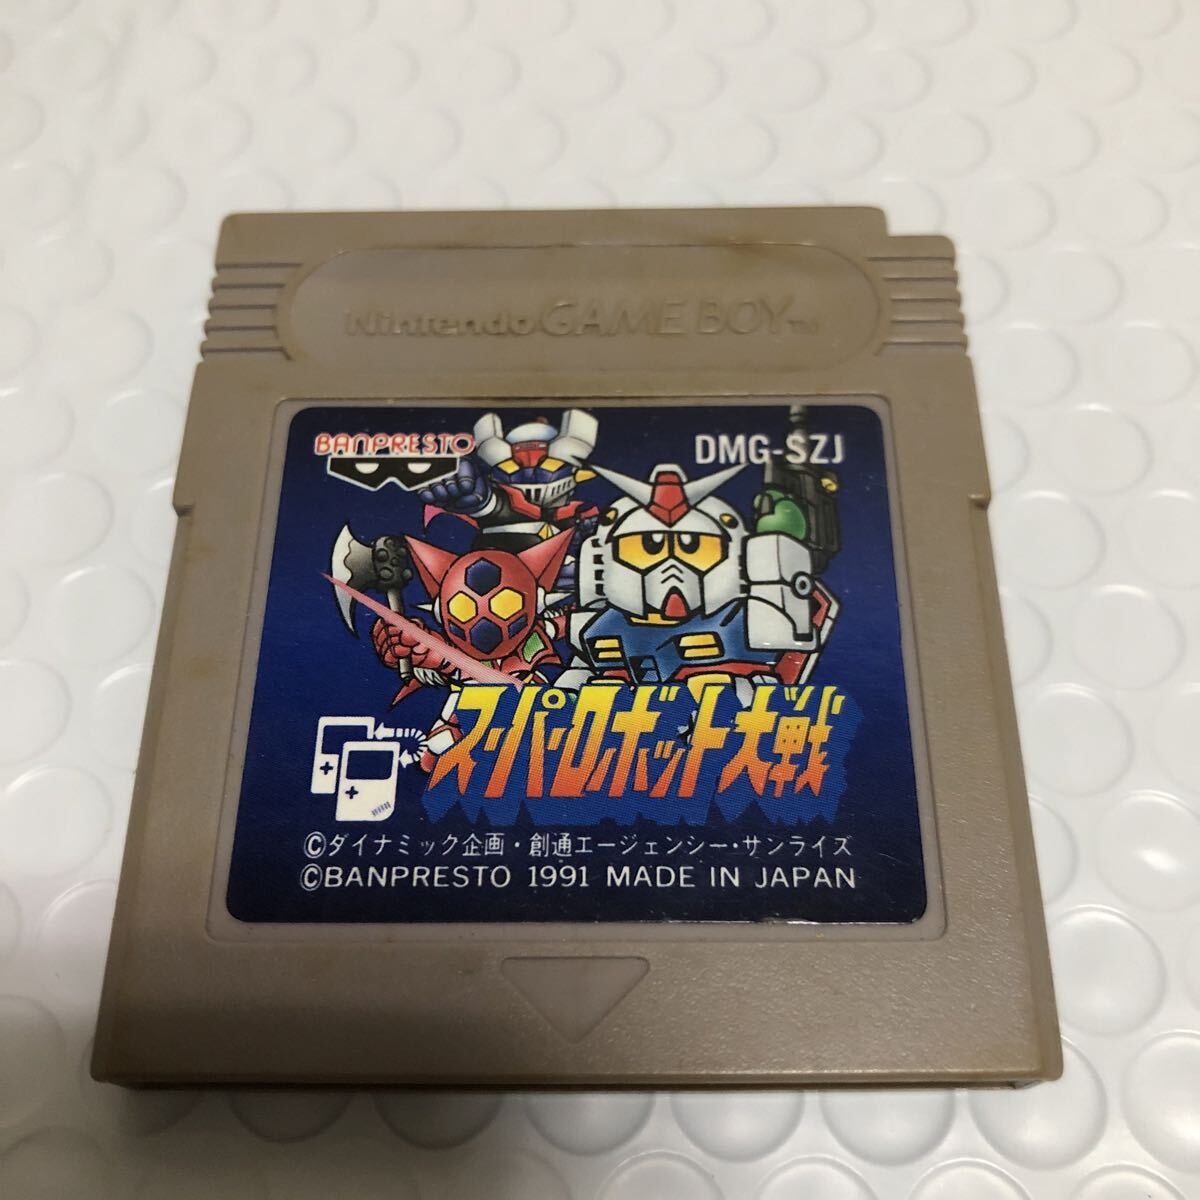 Nintendo GAME BOY™
BANPRESTO
DMG-SZJ
スーパーロボット大戦
©ダイナミック企画・創通エージェンシー・サンライズ
©BANPRESTO 1991 MADE IN JAPAN